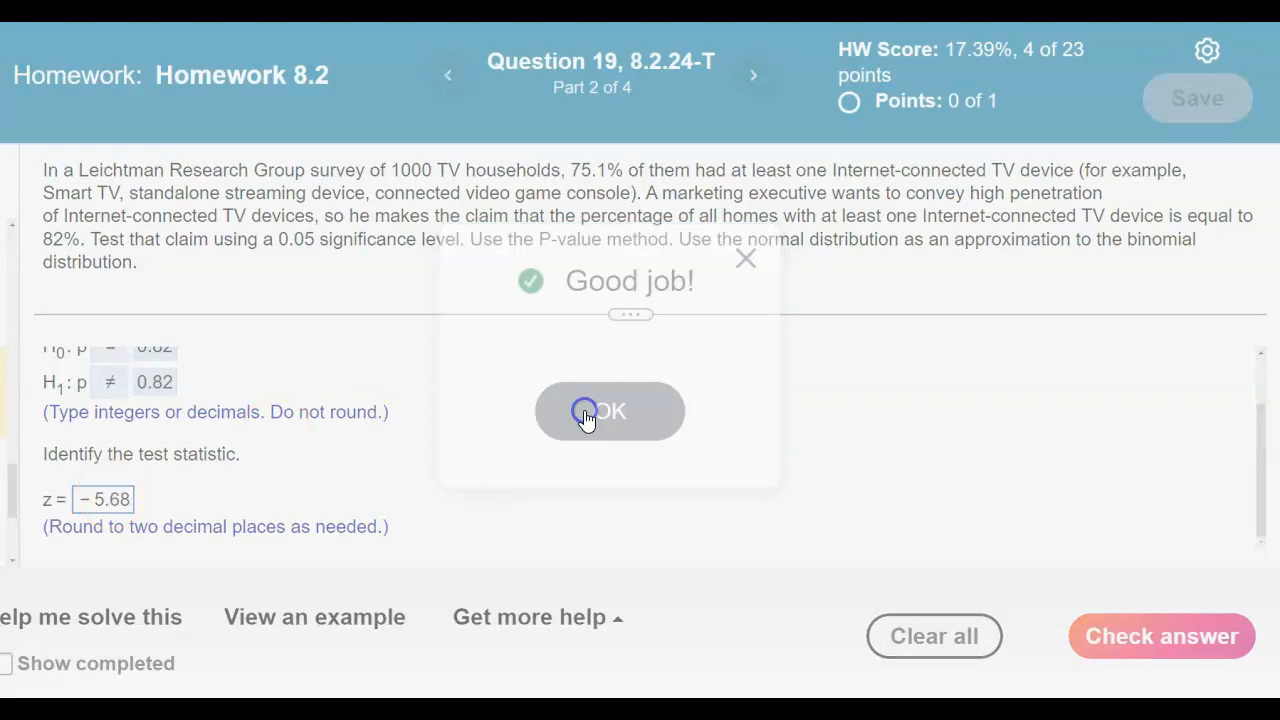 Homework: Homework 8.2
Question 19, 8.2.24-T
Part 2 of 4
HW Score: 17.39%, 4 of 23
points
Points: 0 of 1
Save
In a Leichtman Research Group survey of 1000 TV households, 75.1% of them had at least one Internet-connected TV device (for example,
Smart TV, standalone streaming device, connected video game console). A marketing executive wants to convey high penetration
of Internet-connected TV devices, so he makes the claim that the percentage of all homes with at least one Internet-connected TV device is equal to
82%. Test that claim using a 0.05 significance level. Use the P-value method. Use the normal distribution as an approximation to the binomial
distribution.
Good job!
OK
H0: p = 0.82
H1: p ≠ 0.82
(Type integers or decimals. Do not round.)
Identify the test statistic.
z = − 5.68
(Round to two decimal places as needed.)
elp me solve this
View an example
Get more help
Clear all
Check answer
Show completed